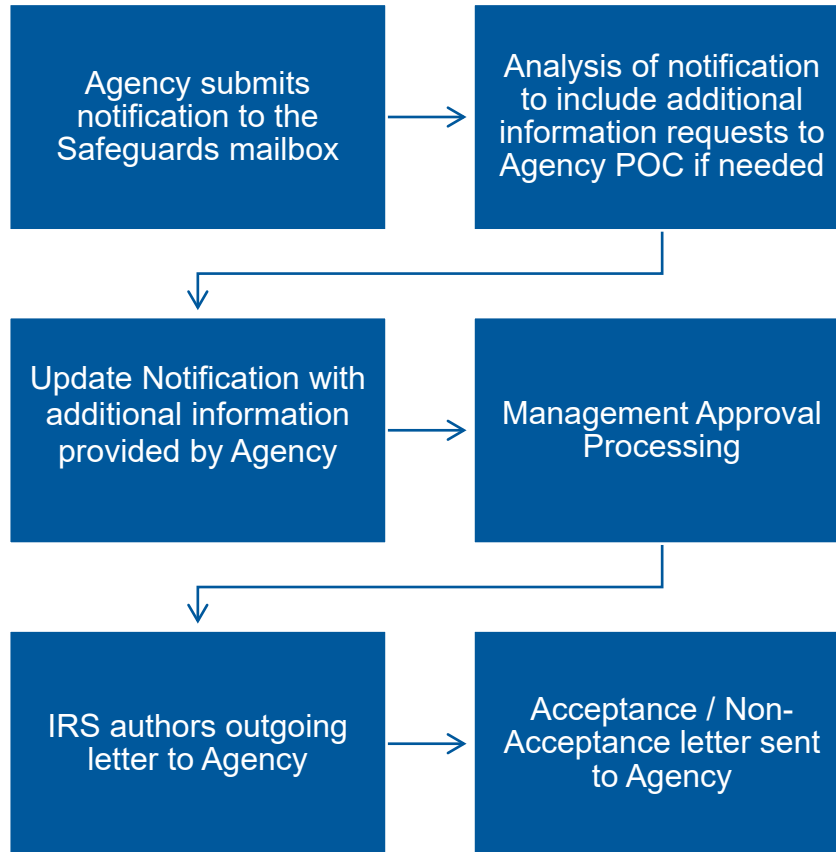 Agency submits
notification to the
Safeguards mailbox
Analysis of notification
to include additional
information requests to
Agency POC if needed
Update Notification with
additional information
provided by Agency
Management Approval
Processing
IRS authors outgoing
letter to Agency
Acceptance / Non-
Acceptance letter sent
to Agency